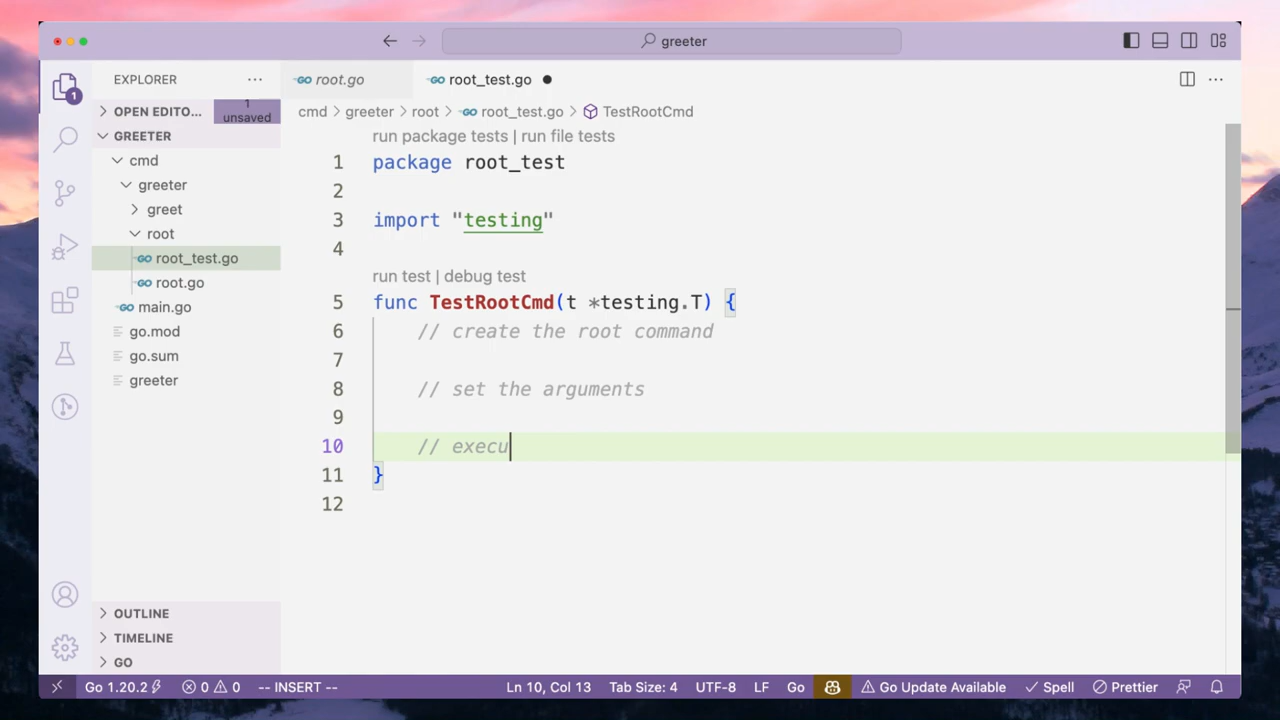 greeter
EXPLORER
root.go
root_test.go
OPEN EDITO...
1 unsaved
cmd > greeter > root > root_test.go > TestRootCmd
GREETER
cmd
greeter
greet
root
root_test.go
root.go
main.go
go.mod
go.sum
greeter
OUTLINE
TIMELINE
GO
1
run package tests | run file tests
1 package root_test
2
3 import "testing"
4
run test | debug test
5 func TestRootCmd(t *testing.T) {
6 // create the root command
7
8 // set the arguments
9
10 // execu
11 }
12
Go 1.20.2 0 0 -- INSERT -- Ln 10, Col 13 Tab Size: 4 UTF-8 LF Go Go Update Available Spell Prettier